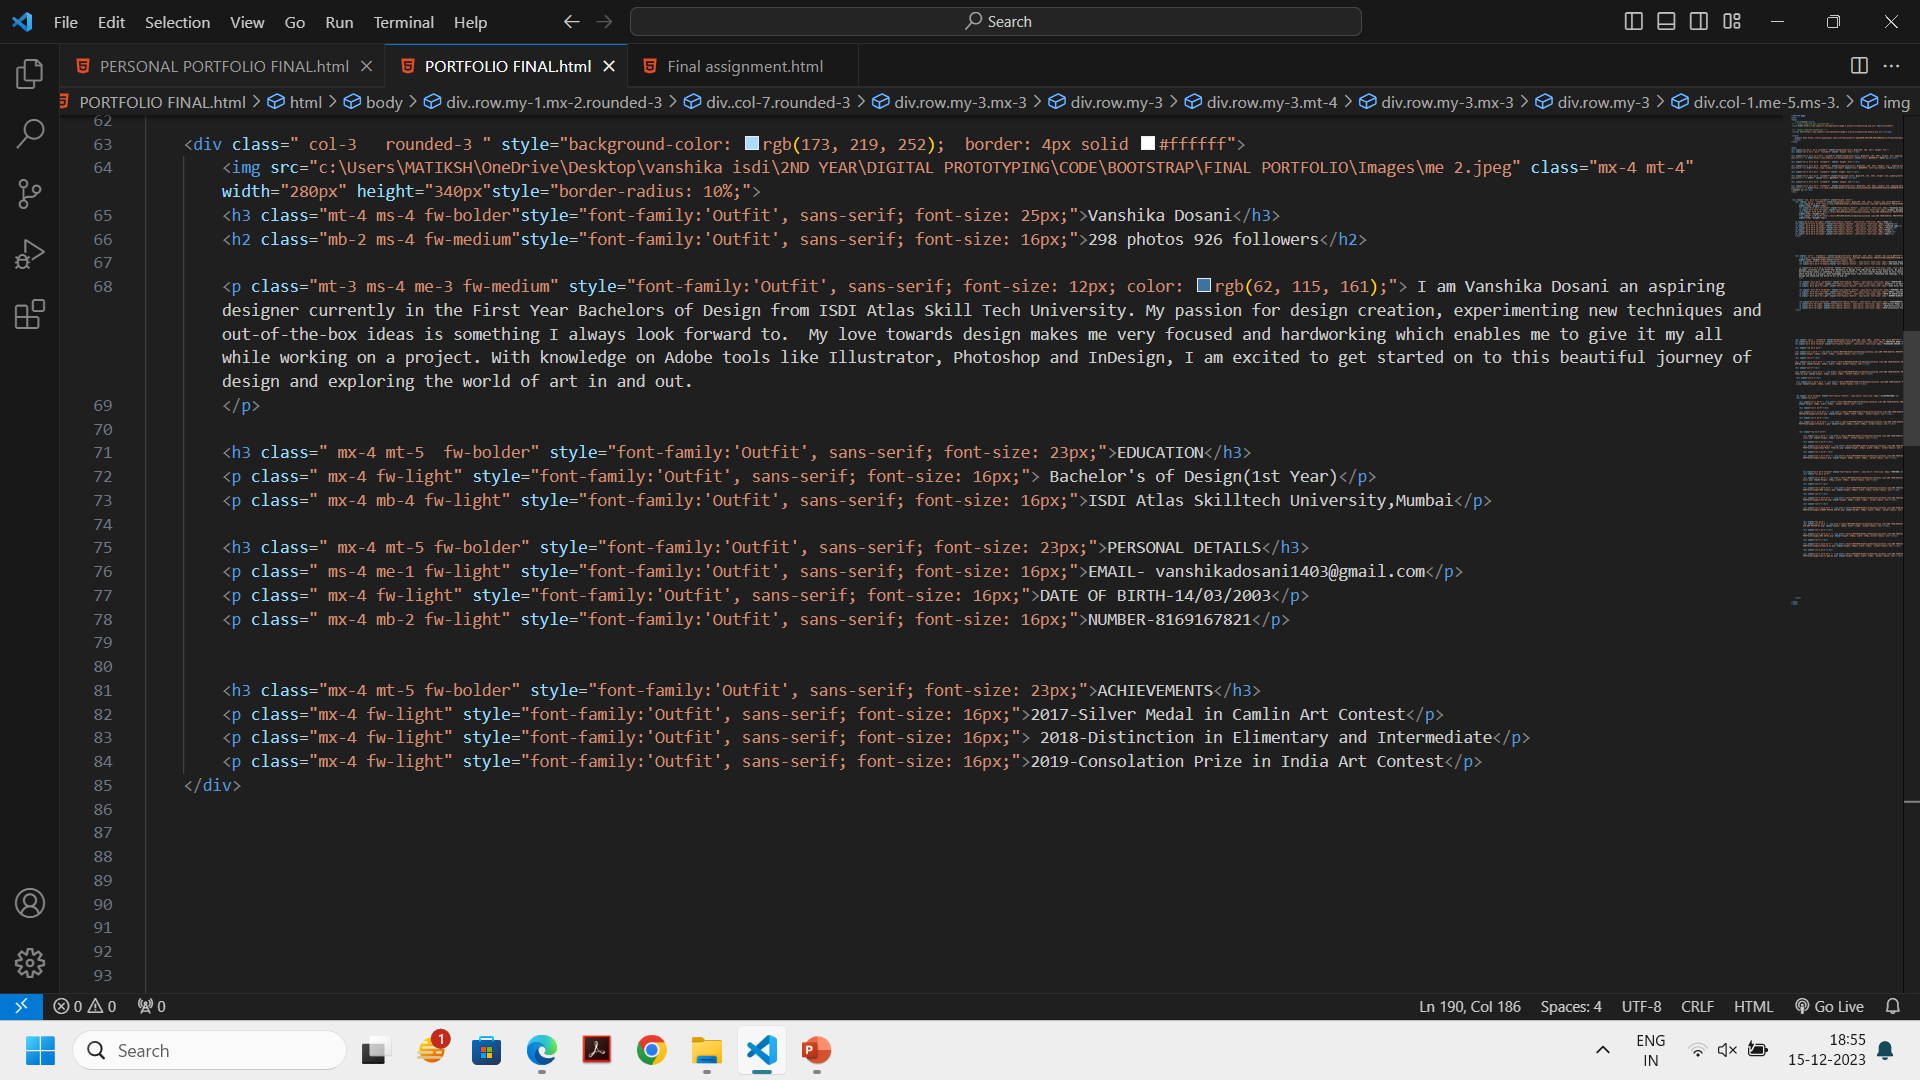 File Edit Selection View Go Run Terminal Help
Search
PERSONAL PORTFOLIO FINAL.html
PORTFOLIO FINAL.html
Final assignment.html
PORTFOLIO FINAL.html > html > body > div..row.my-1.mx-2.rounded-3 > div..col-7.rounded-3 > div.row.my-3.mx-3 > div.row.my-3 > div.row.my-3.mt-4 > div.row.my-3.mx-3 > div.row.my-3 > div.col-1.me-5.ms-3. > img
62
63 <div class=" col-3   rounded-3 " style="background-color: rgb(173, 219, 252);  border: 4px solid #ffffff">
64 <img src="c:\Users\MATIKSH\OneDrive\Desktop\vanshika isdi\2ND YEAR\DIGITAL PROTOTYPING\CODE\BOOTSTRAP\FINAL PORTFOLIO\Images\me 2.jpeg" class="mx-4 mt-4"
width="280px" height="340px"style="border-radius: 10%;">
65 <h3 class="mt-4 ms-4 fw-bolder"style="font-family:'Outfit', sans-serif; font-size: 25px;">Vanshika Dosani</h3>
66 <h2 class="mb-2 ms-4 fw-medium"style="font-family:'Outfit', sans-serif; font-size: 16px;">298 photos 926 followers</h2>
67
68 <p class="mt-3 ms-4 me-3 fw-medium" style="font-family:'Outfit', sans-serif; font-size: 12px; color: rgb(62, 115, 161);"> I am Vanshika Dosani an aspiring
designer currently in the First Year Bachelors of Design from ISDI Atlas Skill Tech University. My passion for design creation, experimenting new techniques and
out-of-the-box ideas is something I always look forward to.  My love towards design makes me very focused and hardworking which enables me to give it my all
while working on a project. With knowledge on Adobe tools like Illustrator, Photoshop and InDesign, I am excited to get started on to this beautiful journey of
design and exploring the world of art in and out.
69 </p>
70
71 <h3 class=" mx-4 mt-5  fw-bolder" style="font-family:'Outfit', sans-serif; font-size: 23px;">EDUCATION</h3>
72 <p class=" mx-4 fw-light" style="font-family:'Outfit', sans-serif; font-size: 16px;"> Bachelor's of Design(1st Year)</p>
73 <p class=" mx-4 mb-4 fw-light" style="font-family:'Outfit', sans-serif; font-size: 16px;">ISDI Atlas Skilltech University,Mumbai</p>
74
75 <h3 class=" mx-4 mt-5 fw-bolder" style="font-family:'Outfit', sans-serif; font-size: 23px;">PERSONAL DETAILS</h3>
76 <p class=" ms-4 me-1 fw-light" style="font-family:'Outfit', sans-serif; font-size: 16px;">EMAIL- vanshikadosani1403@gmail.com</p>
77 <p class=" mx-4 fw-light" style="font-family:'Outfit', sans-serif; font-size: 16px;">DATE OF BIRTH-14/03/2003</p>
78 <p class=" mx-4 mb-2 fw-light" style="font-family:'Outfit', sans-serif; font-size: 16px;">NUMBER-8169167821</p>
79
80
81 <h3 class="mx-4 mt-5 fw-bolder" style="font-family:'Outfit', sans-serif; font-size: 23px;">ACHIEVEMENTS</h3>
82 <p class="mx-4 fw-light" style="font-family:'Outfit', sans-serif; font-size: 16px;">2017-Silver Medal in Camlin Art Contest</p>
83 <p class="mx-4 fw-light" style="font-family:'Outfit', sans-serif; font-size: 16px;"> 2018-Distinction in Elimentary and Intermediate</p>
84 <p class="mx-4 fw-light" style="font-family:'Outfit', sans-serif; font-size: 16px;">2019-Consolation Prize in India Art Contest</p>
85 </div>
86
87
88
89
90
91
92
93
0 0 0 Ln 190, Col 186 Spaces: 4 UTF-8 CRLF HTML Go Live
Search
1
P
ENG
IN
18:55
15-12-2023